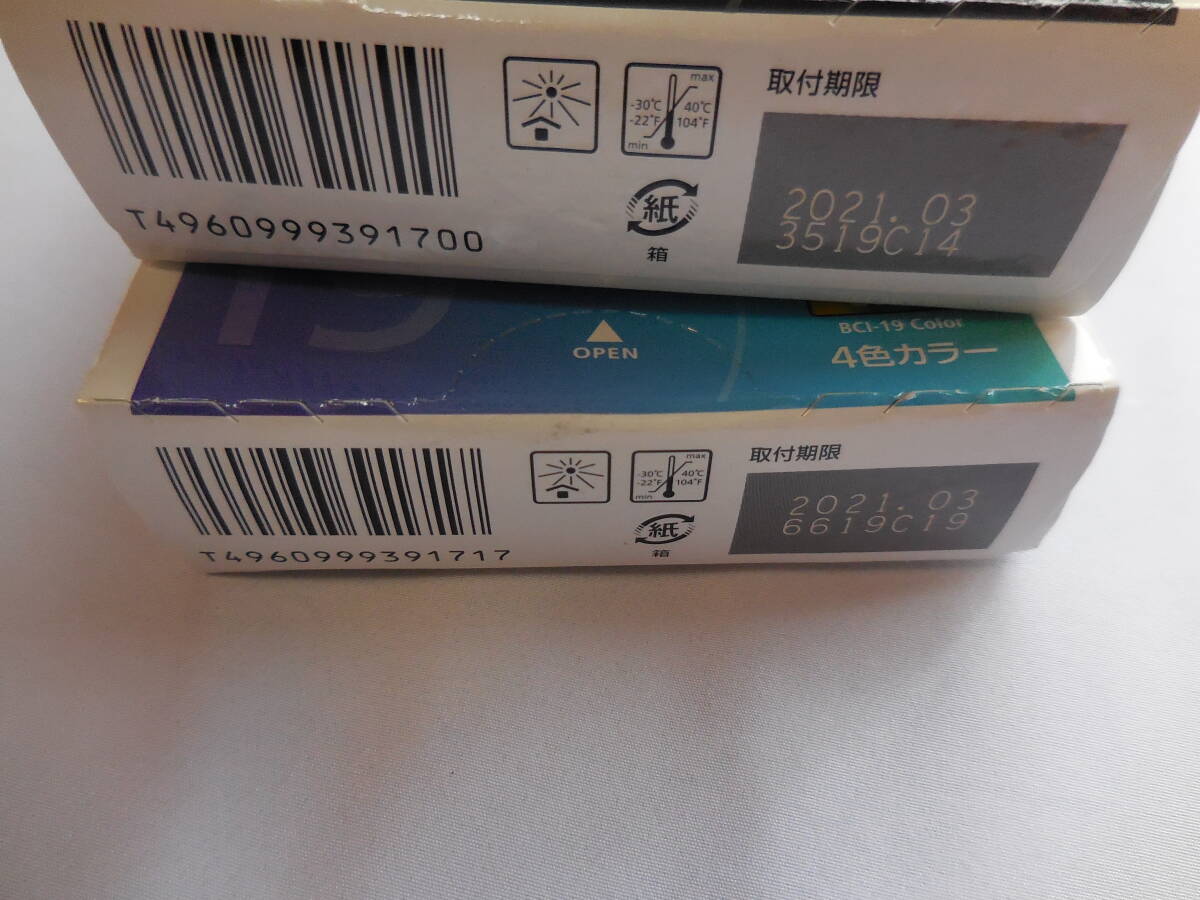 max
-30℃
40℃
-22°F
104°F
min
取付期限
2021. 03
3519C14
紙
箱
T4960999391700
19
OPEN
BCI-19 Color
4色カラー
max
-30℃
40℃
-22°F
104°F
min
取付期限
2021. 03
6619C19
紙
箱
T4960999391717